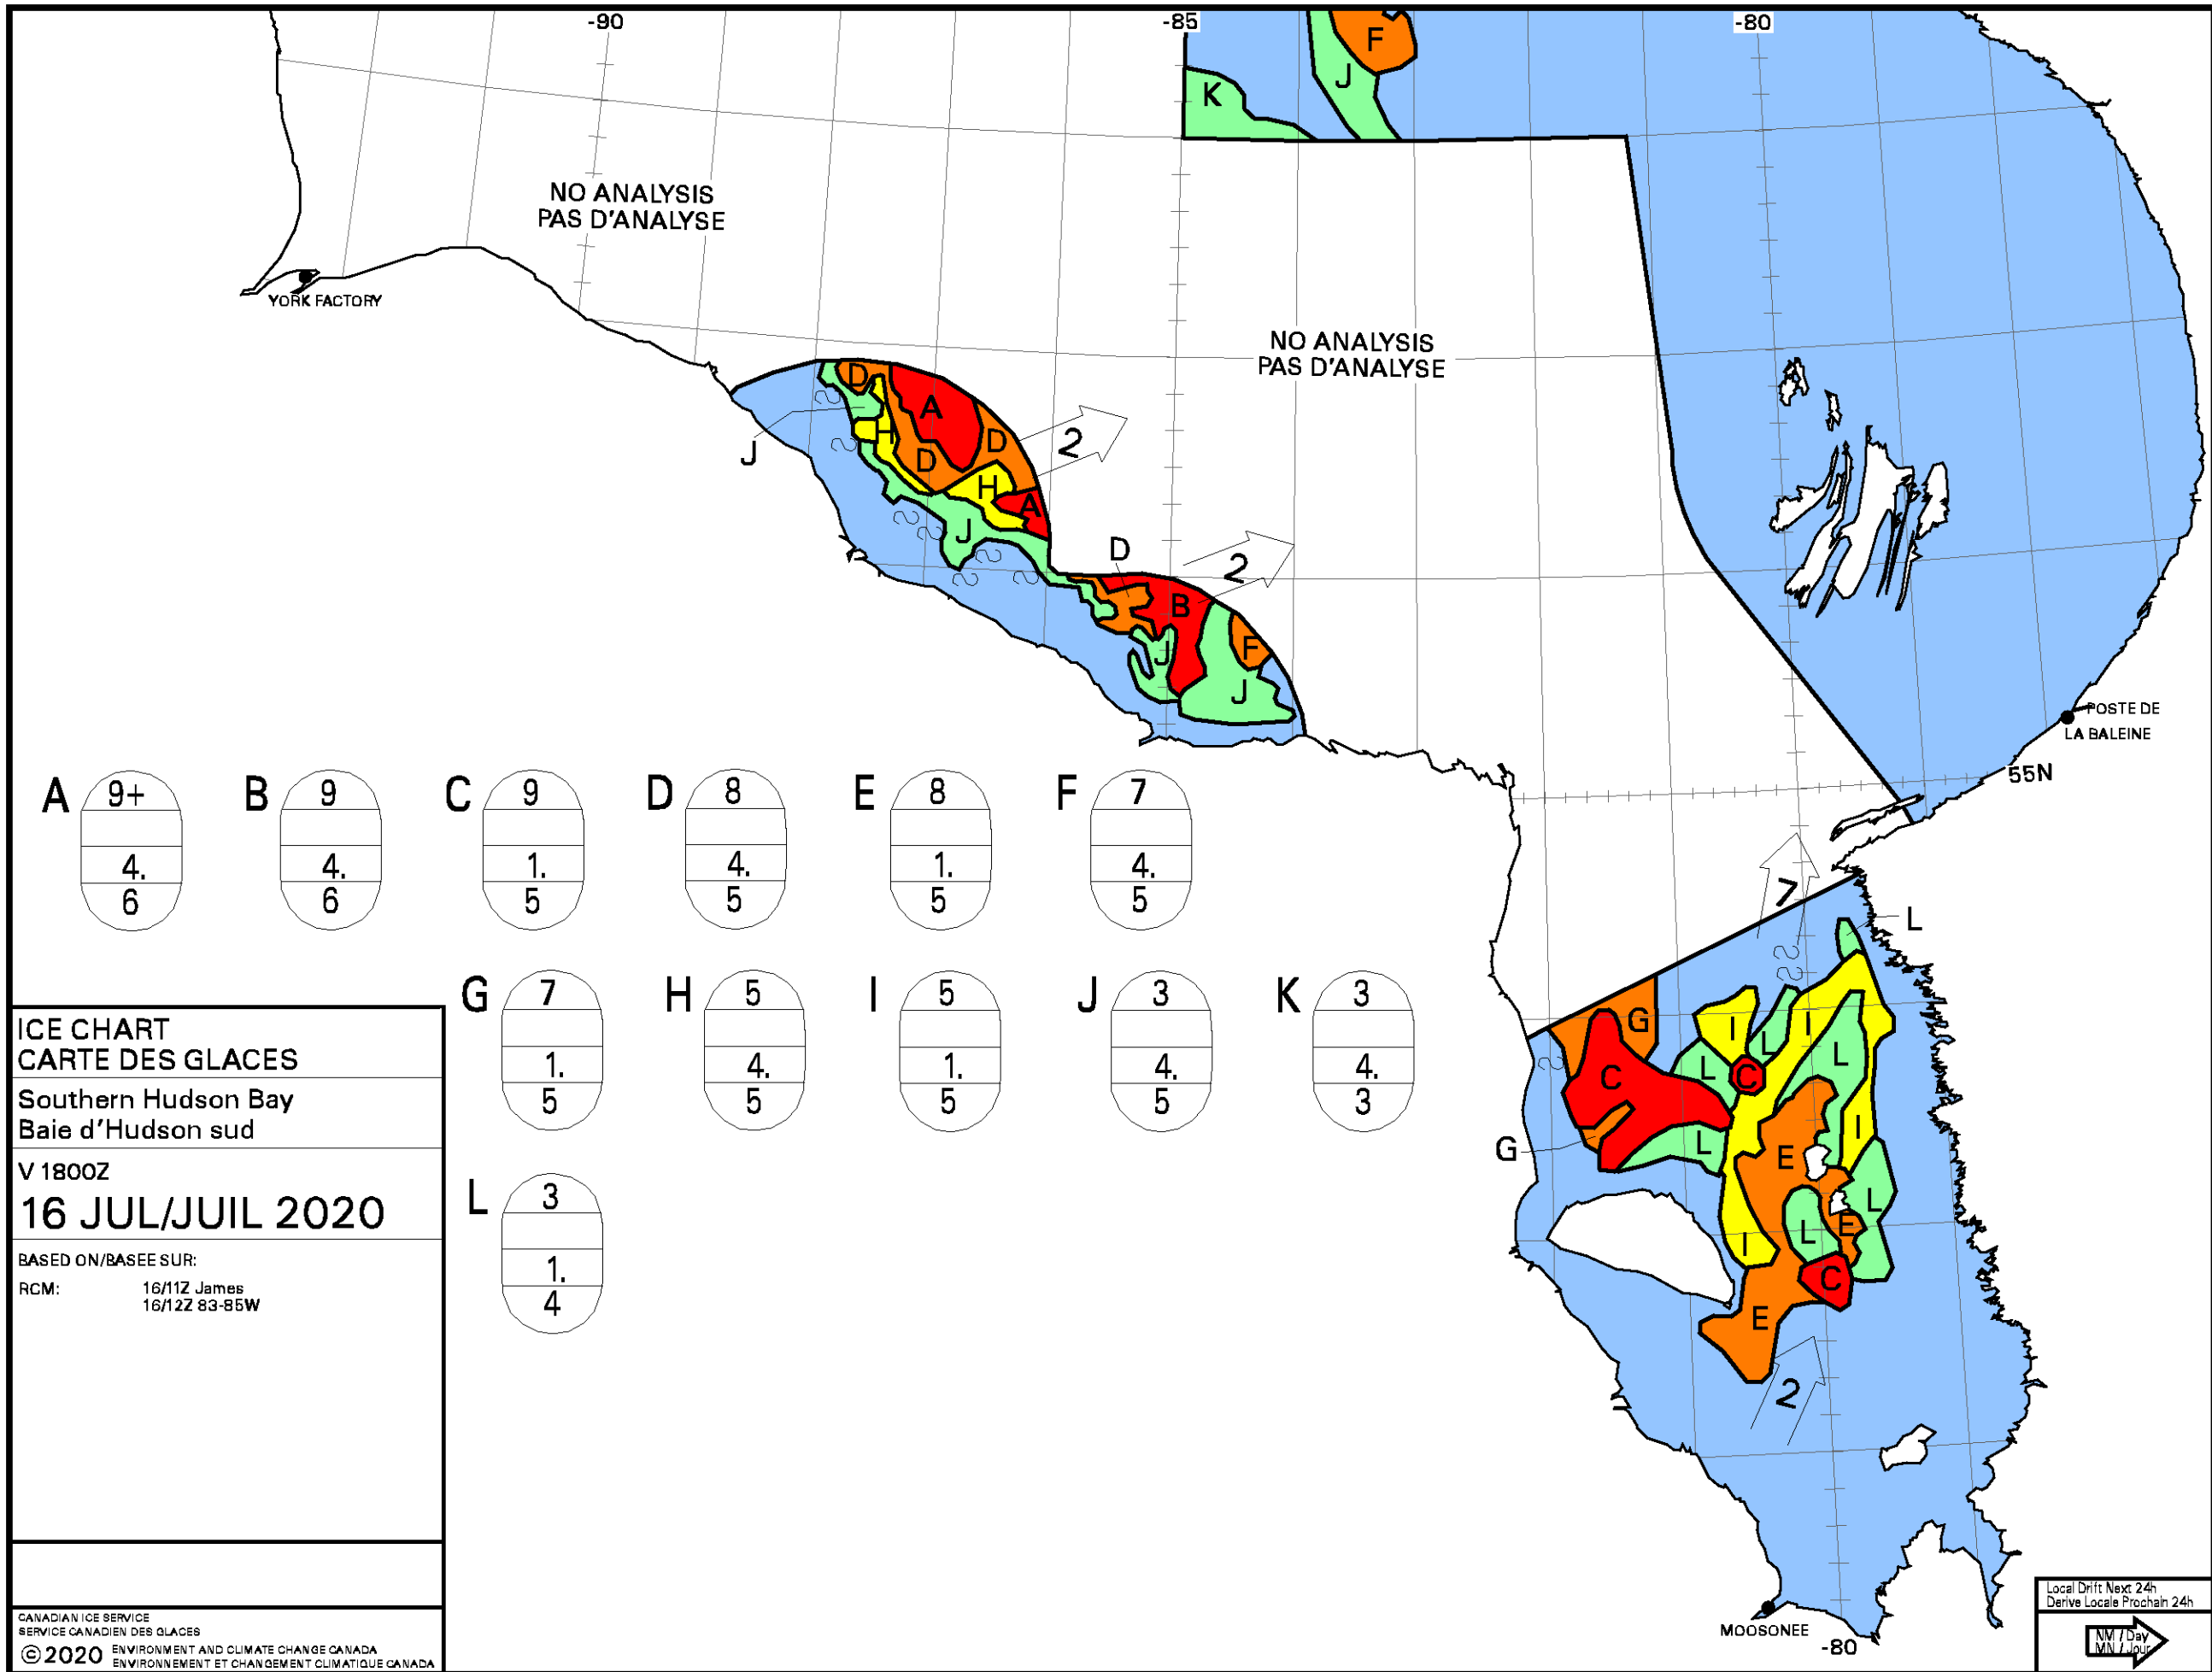 -90
-85
-80
F
J
K
NO ANALYSIS
PAS D'ANALYSE
YORK FACTORY
NO ANALYSIS
PAS D'ANALYSE
D
A
H
D
D
2
J
H
A
J
D
2
B
F
J
J
POSTE DE
LA BALEINE
55N
A
9+
4.
6
B
9
4.
6
C
9
1.
5
D
8
4.
5
E
8
1.
5
F
7
4.
5
G
7
1.
5
H
5
4.
5
I
5
1.
5
J
3
4.
5
K
3
4.
3
L
3
1.
4
7
L
G
I
I
L
L
C
L
C
I
G
L
E
L
L
E
I
C
E
2
ICE CHART
CARTE DES GLACES
Southern Hudson Bay
Baie d'Hudson sud
V 1800Z
16 JUL/JUIL 2020
BASED ON/BASEE SUR:
RCM: 16/11Z James
16/12Z 83-85W
CANADIAN ICE SERVICE
SERVICE CANADIEN DES GLACES
©2020 ENVIRONMENT AND CLIMATE CHANGE CANADA
ENVIRONNEMENT ET CHANGEMENT CLIMATIQUE CANADA
MOOSONEE
-80
Local Drift Next 24h
Derive Locale Prochain 24h
NM / Day
MN / Jour